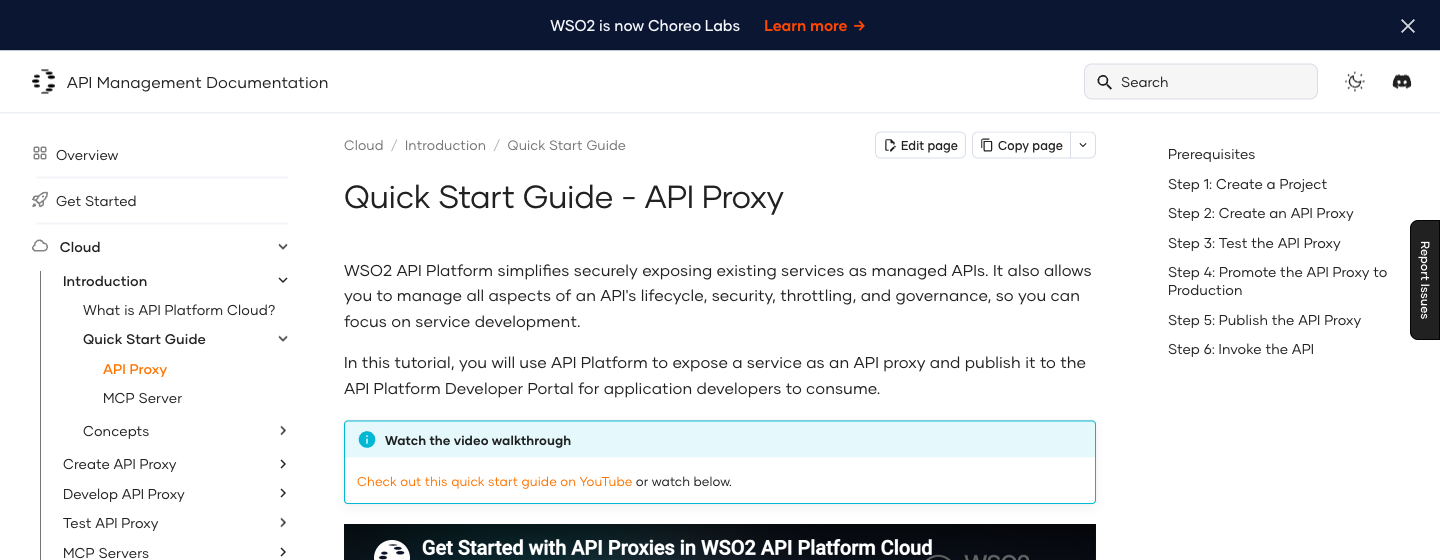 WSO2 is now Choreo Labs Learn more →
API Management Documentation
Search
Overview
Get Started
Cloud
Introduction
What is API Platform Cloud?
Quick Start Guide
API Proxy
MCP Server
Concepts
Create API Proxy
Develop API Proxy
Test API Proxy
MCP Servers
Cloud / Introduction / Quick Start Guide
Edit page
Copy page
Quick Start Guide - API Proxy
WSO2 API Platform simplifies securely exposing existing services as managed APIs. It also allows
you to manage all aspects of an API's lifecycle, security, throttling, and governance, so you can
focus on service development.
In this tutorial, you will use API Platform to expose a service as an API proxy and publish it to the
API Platform Developer Portal for application developers to consume.
Watch the video walkthrough
Check out this quick start guide on YouTube or watch below.
Get Started with API Proxies in WSO2 API Platform Cloud
WSO2
Prerequisites
Step 1: Create a Project
Step 2: Create an API Proxy
Step 3: Test the API Proxy
Step 4: Promote the API Proxy to
Production
Step 5: Publish the API Proxy
Step 6: Invoke the API
Report Issues